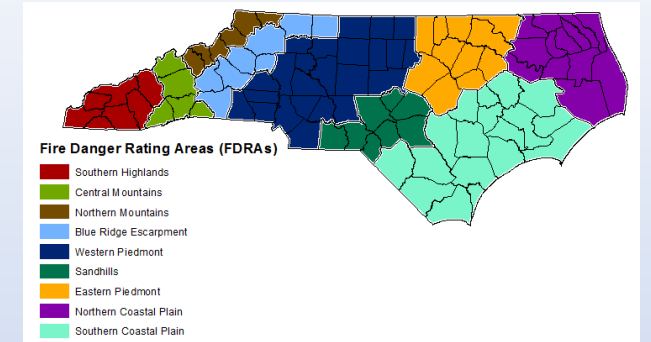 Fire Danger Rating Areas (FDRAs)
Southern Highlands
Central Mountains
Northern Mountains
Blue Ridge Escarpment
Western Piedmont
Sandhills
Eastern Piedmont
Northern Coastal Plain
Southern Coastal Plain